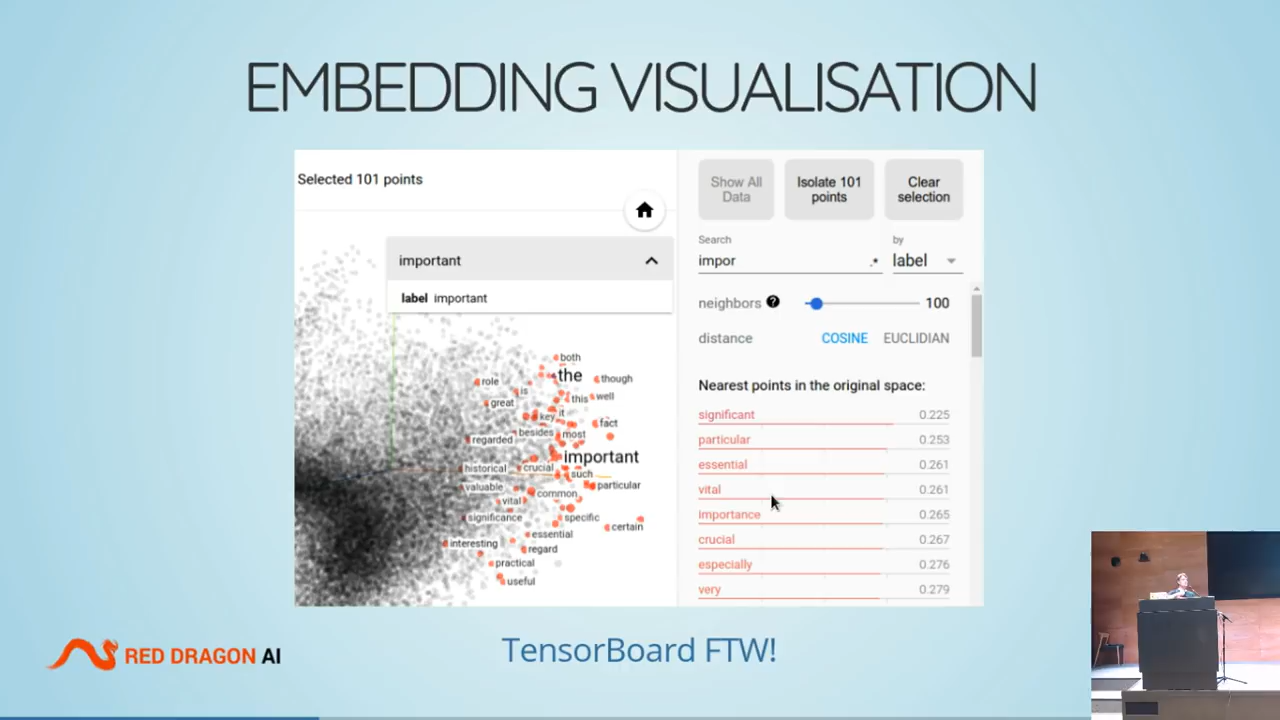 EMBEDDING VISUALISATION
Selected 101 points
important
label important
both
the
though
role
is
this
well
great
key
it
fact
besides
most
regarded
important
historical
crucial
such
valuable
particular
common
vital
significance
specific
certain
essential
interesting
regard
practical
useful
Show All
Data
Isolate 101
points
Clear
selection
Search
by
impor
.*
label
neighbors ?
100
distance
COSINE
EUCLIDIAN
Nearest points in the original space:
significant 0.225
particular 0.253
essential 0.261
vital 0.261
importance 0.265
crucial 0.267
especially 0.276
very 0.279
RED DRAGON AI
TensorBoard FTW!